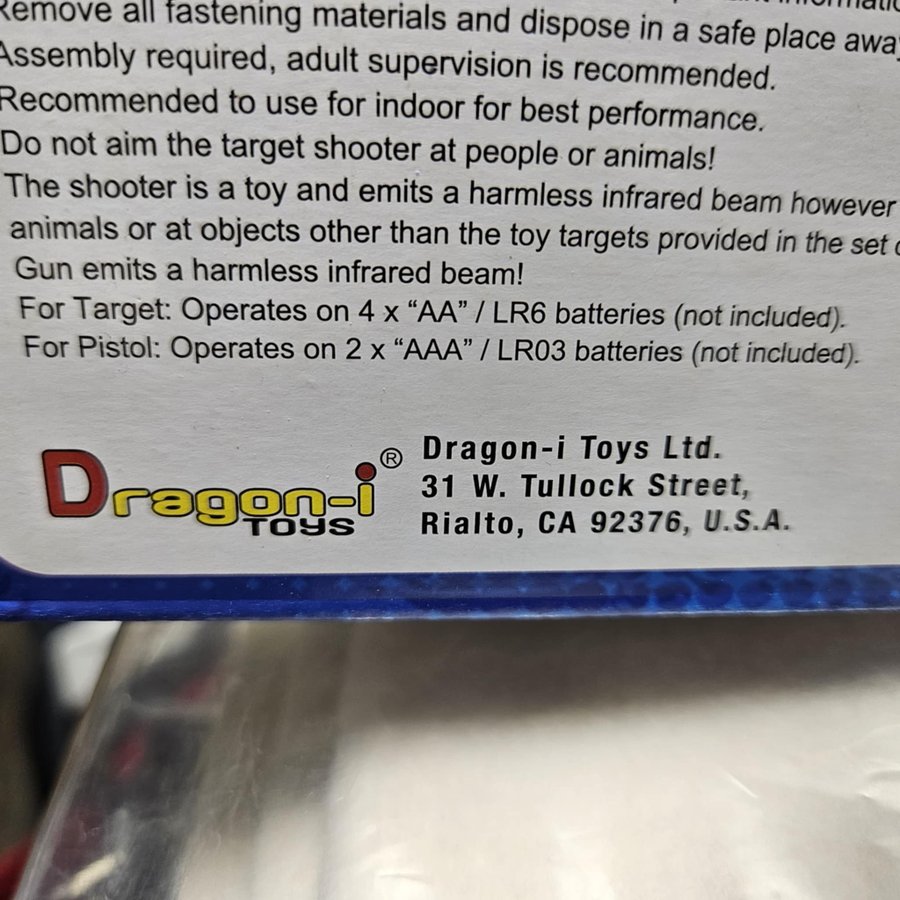 Remove all fastening materials and dispose in a safe place
Assembly required, adult supervision is recommended.
Recommended to use for indoor for best performance.
Do not aim the target shooter at people or animals!
The shooter is a toy and emits a harmless infrared beam however
animals or at objects other than the toy targets provided in the set
Gun emits a harmless infrared beam!
For Target: Operates on 4 x “AA” / LR6 batteries (not included).
For Pistol: Operates on 2 x “AAA” / LR03 batteries (not included).
Dragon-i ®
TOYS
Dragon-i Toys Ltd.
31 W. Tullock Street,
Rialto, CA 92376, U.S.A.